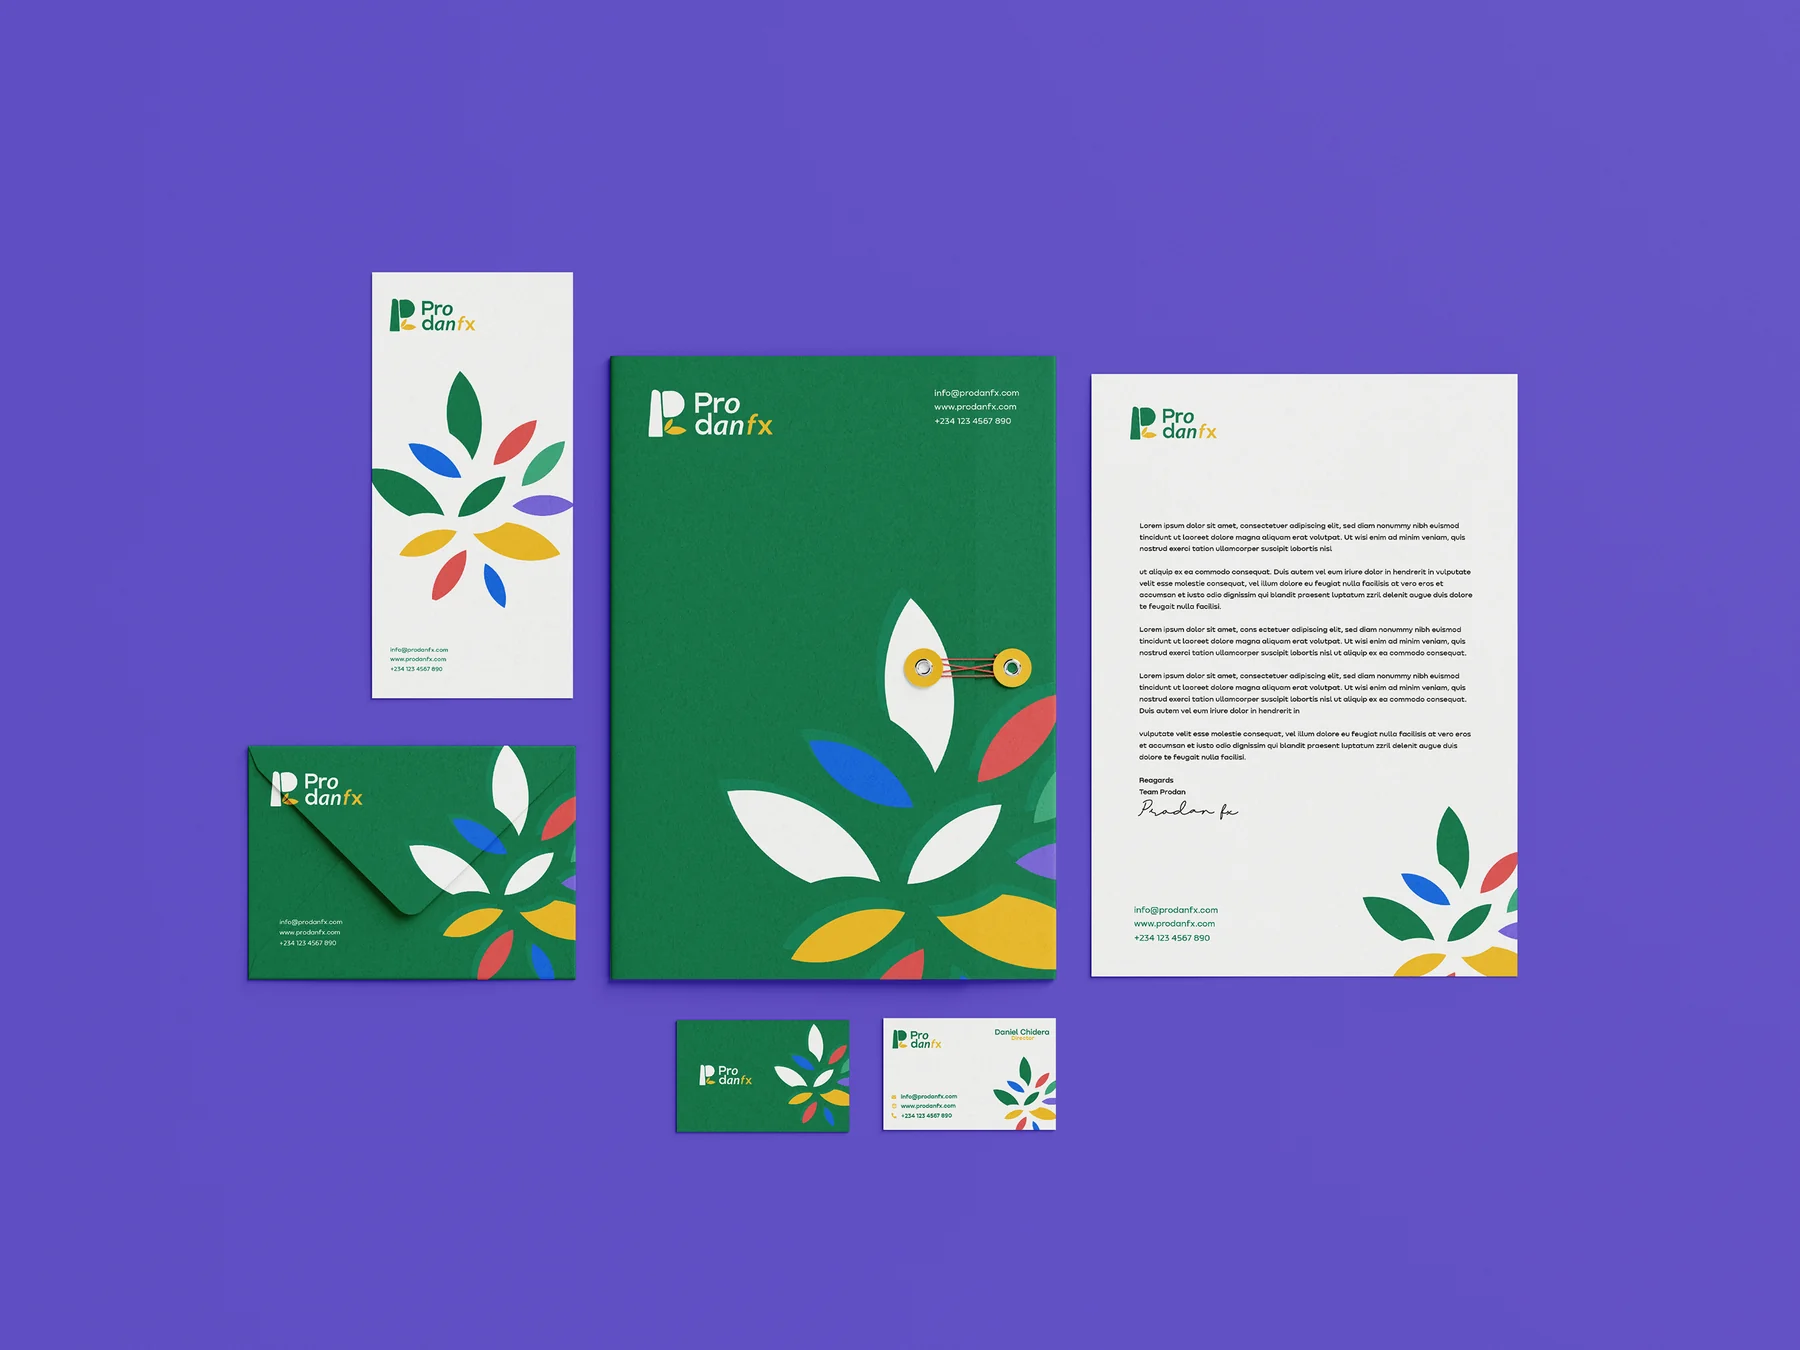 Pro
danfx
info@prodanfx.com
www.prodanfx.com
+234 123 4567 890
Pro
danfx
info@prodanfx.com
www.prodanfx.com
+234 123 4567 890
Pro
danfx
info@prodanfx.com
www.prodanfx.com
+234 123 4567 890
Pro
danfx
Lorem ipsum dolor sit amet, consectetuer adipiscing elit, sed diam nonummy nibh euismod
tincidunt ut laoreet dolore magna aliquam erat volutpat. Ut wisi enim ad minim veniam, quis
nostrud exerci tation ullamcorper suscipit lobortis nisl
ut aliquip ex ea commodo consequat. Duis autem vel eum iriure dolor in hendrerit in vulputate
velit esse molestie consequat, vel illum dolore eu feugiat nulla facilisis at vero eros et
accumsan et iusto odio dignissim qui blandit praesent luptatum zzril delenit augue duis dolore
te feugait nulla facilisi.
Lorem ipsum dolor sit amet, cons ectetuer adipiscing elit, sed diam nonummy nibh euismod
tincidunt ut laoreet dolore magna aliquam erat volutpat. Ut wisi enim ad minim veniam, quis
nostrud exerci tation ullamcorper suscipit lobortis nisl ut aliquip ex ea commodo consequat.
Lorem ipsum dolor sit amet, consectetuer adipiscing elit, sed diam nonummy nibh euismod
tincidunt ut laoreet dolore magna aliquam erat volutpat. Ut wisi enim ad minim veniam, quis
nostrud exerci tation ullamcorper suscipit lobortis nisl ut aliquip ex ea commodo consequat.
Duis autem vel eum iriure dolor in hendrerit in
vulputate velit esse molestie consequat, vel illum dolore eu feugiat nulla facilisis at vero eros
et accumsan et iusto odio dignissim qui blandit praesent luptatum zzril delenit augue duis
dolore te feugait nulla facilisi.
Reagards
Team Prodan
Prodan fx
info@prodanfx.com
www.prodanfx.com
+234 123 4567 890
Pro
danfx
Pro
danfx
Daniel Chidera
Director
info@prodanfx.com
www.prodanfx.com
+234 123 4567 890